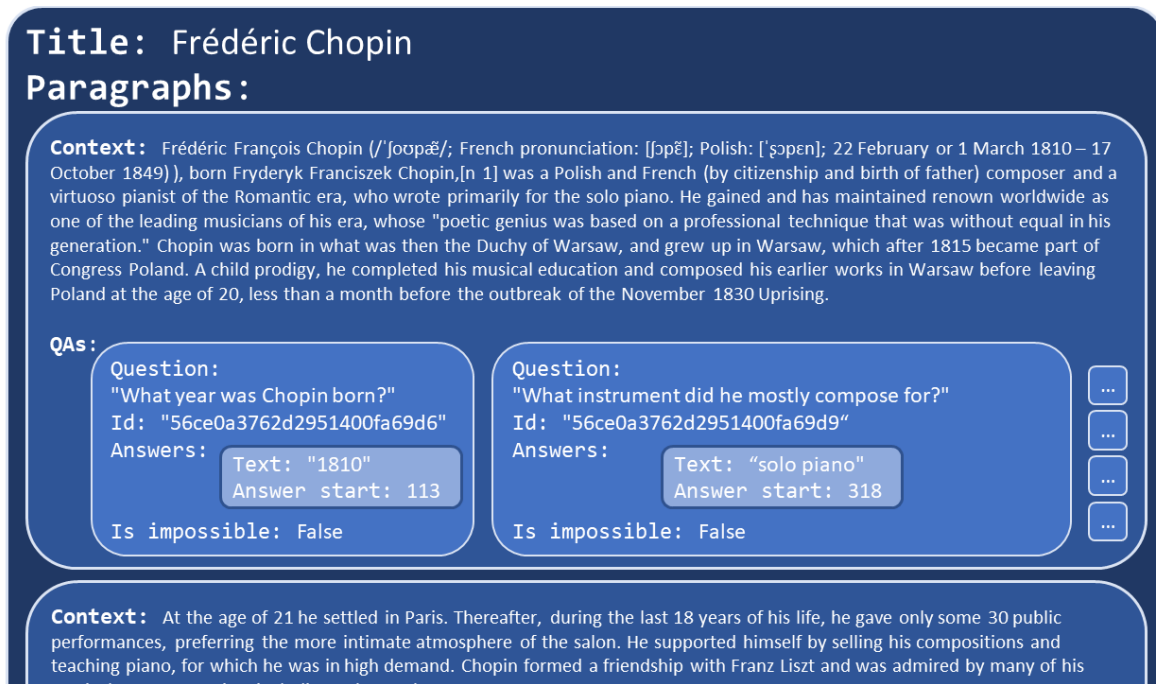 Title: Frédéric Chopin
Paragraphs:
Context: Frédéric François Chopin (/ˈʃoʊpæ̃/; French pronunciation: [ʃɔpɛ̃]; Polish: [ˈʂɔpɛn]; 22 February or 1 March 1810 – 17
October 1849) ), born Fryderyk Franciszek Chopin,[n 1] was a Polish and French (by citizenship and birth of father) composer and a
virtuoso pianist of the Romantic era, who wrote primarily for the solo piano. He gained and has maintained renown worldwide as
one of the leading musicians of his era, whose "poetic genius was based on a professional technique that was without equal in his
generation." Chopin was born in what was then the Duchy of Warsaw, and grew up in Warsaw, which after 1815 became part of
Congress Poland. A child prodigy, he completed his musical education and composed his earlier works in Warsaw before leaving
Poland at the age of 20, less than a month before the outbreak of the November 1830 Uprising.
QAs:
Question:
"What year was Chopin born?"
Id: "56ce0a3762d2951400fa69d6"
Answers:
Text: "1810"
Answer start: 113
Is impossible: False
Question:
"What instrument did he mostly compose for?"
Id: "56ce0a3762d2951400fa69d9“
Answers:
Text: “solo piano"
Answer start: 318
Is impossible: False
...
...
...
...
Context: At the age of 21 he settled in Paris. Thereafter, during the last 18 years of his life, he gave only some 30 public
performances, preferring the more intimate atmosphere of the salon. He supported himself by selling his compositions and
teaching piano, for which he was in high demand. Chopin formed a friendship with Franz Liszt and was admired by many of his